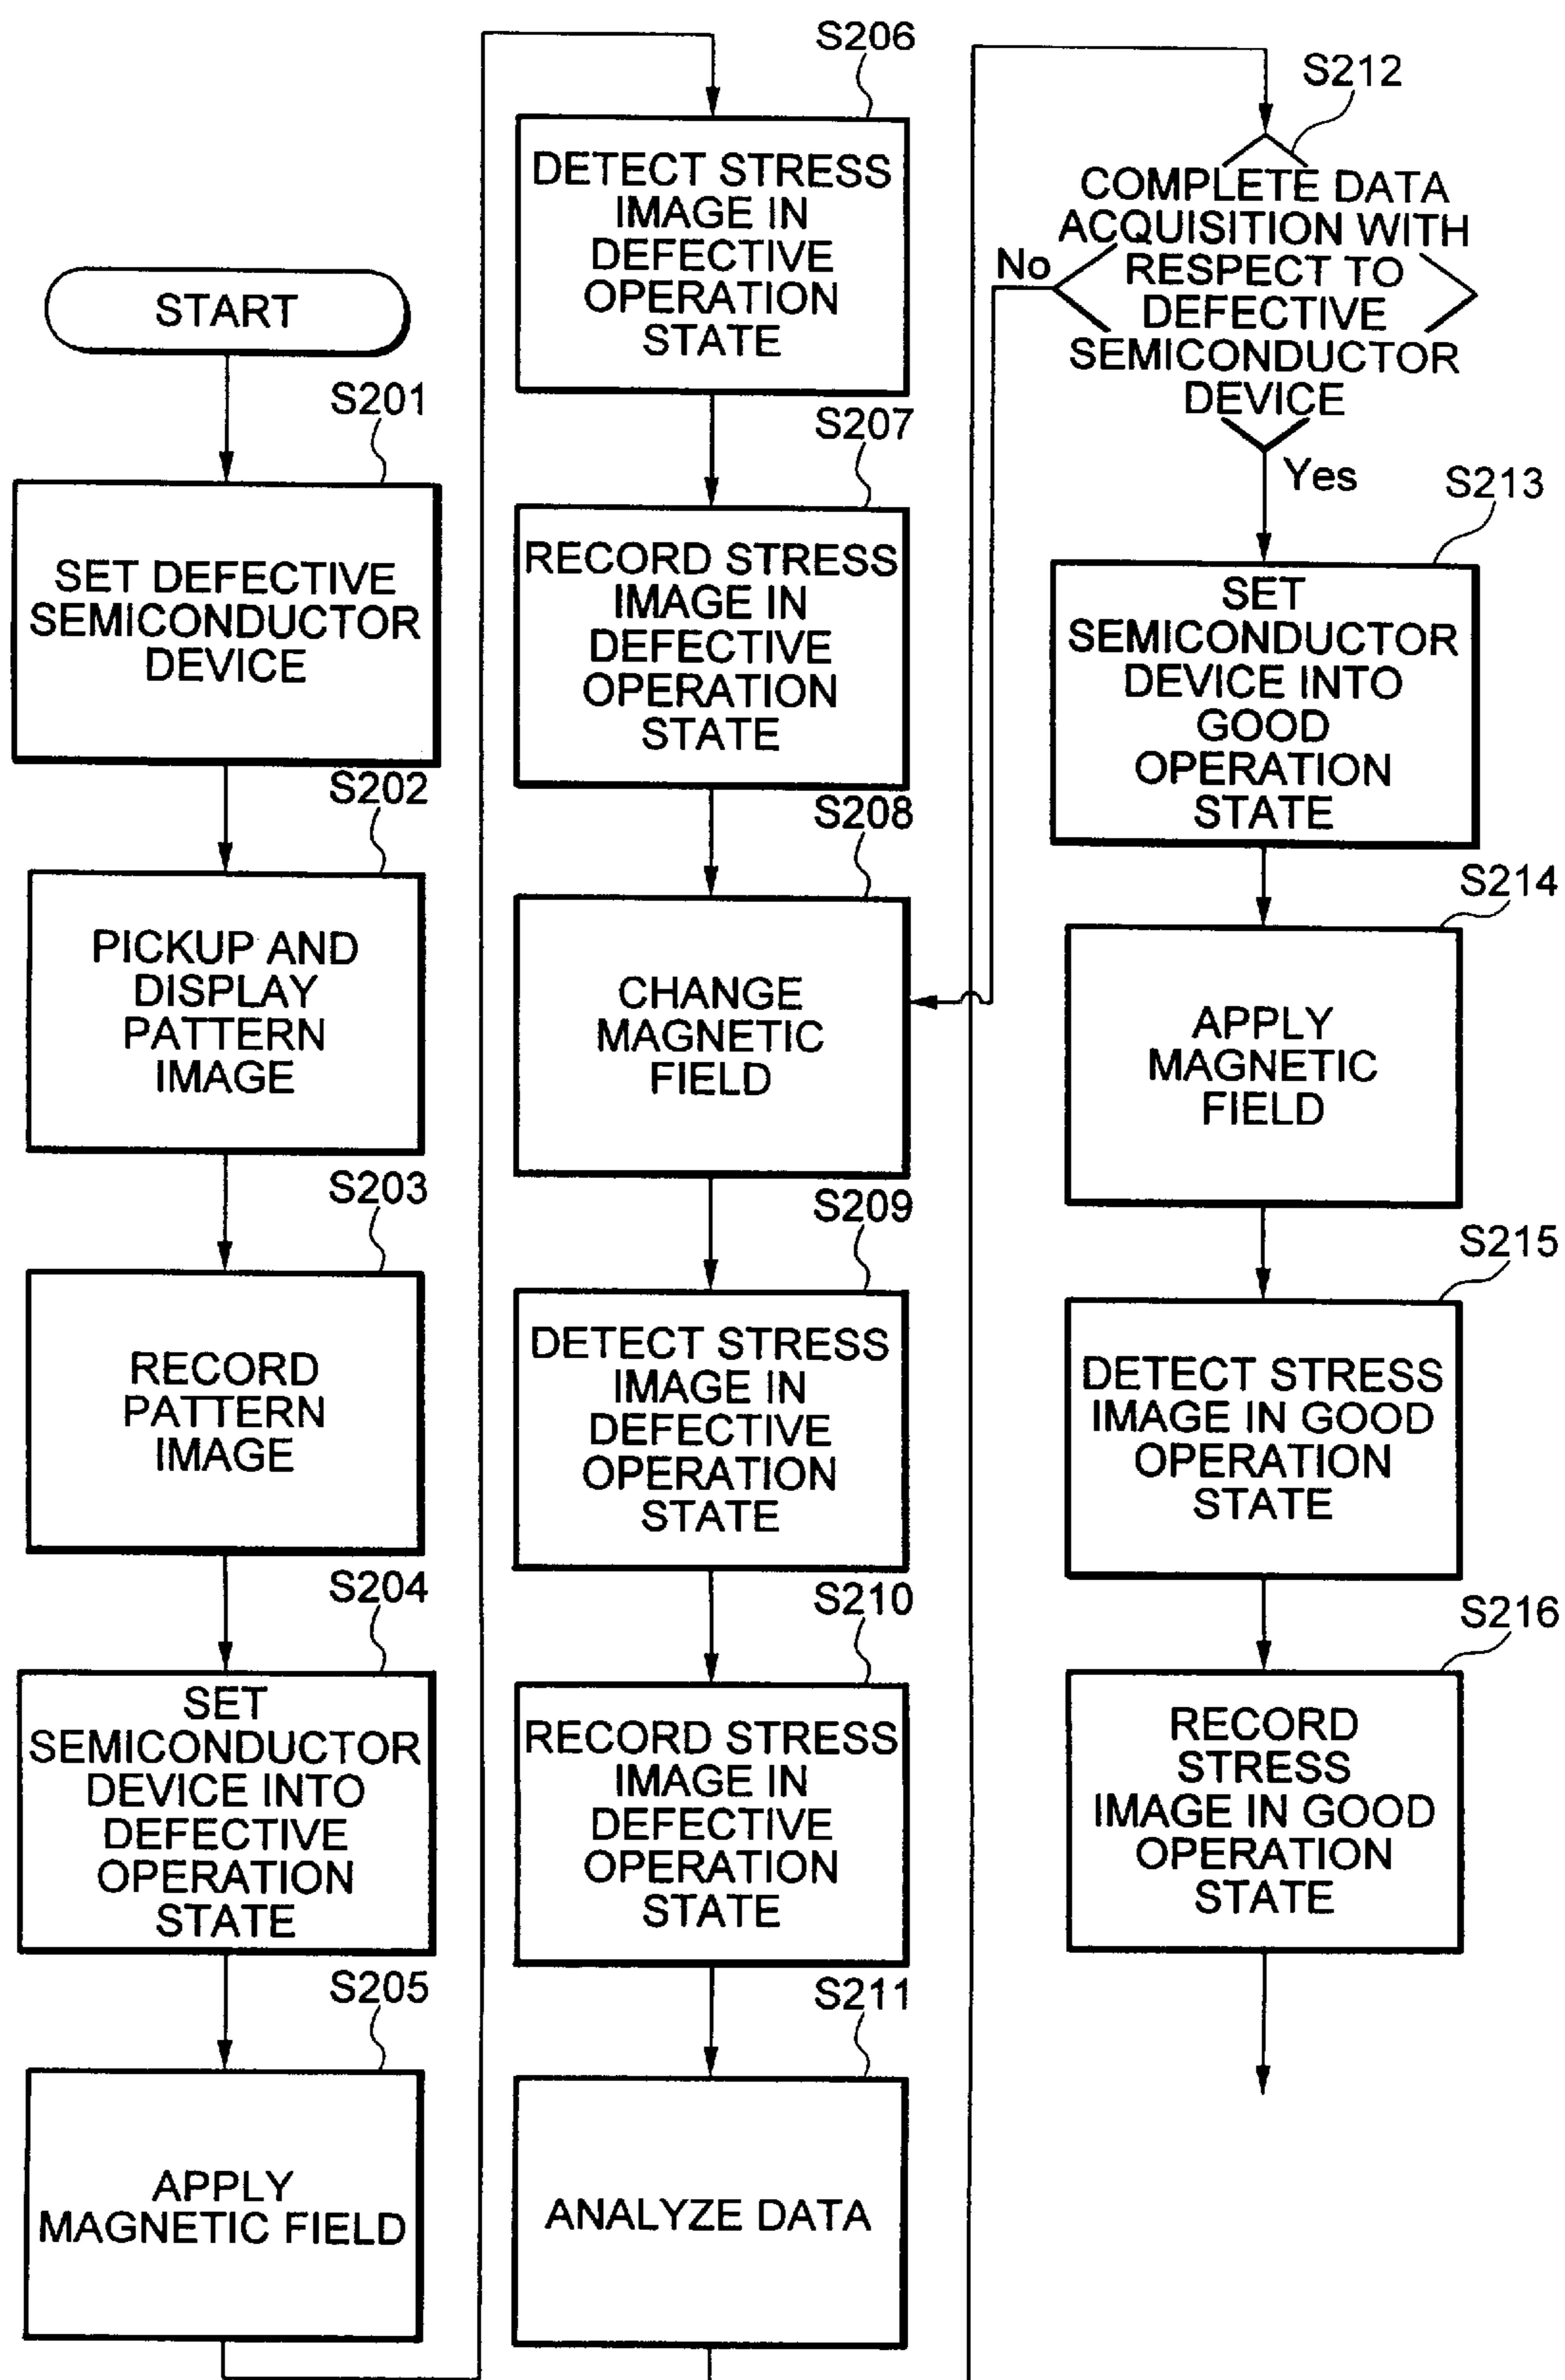 START
S201
SET DEFECTIVE
SEMICONDUCTOR
DEVICE
S202
PICKUP AND
DISPLAY
PATTERN
IMAGE
S203
RECORD
PATTERN
IMAGE
S204
SET
SEMICONDUCTOR
DEVICE INTO
DEFECTIVE
OPERATION
STATE
S205
APPLY
MAGNETIC FIELD
S206
DETECT STRESS
IMAGE IN
DEFECTIVE
OPERATION
STATE
S207
RECORD STRESS
IMAGE IN
DEFECTIVE
OPERATION
STATE
S208
CHANGE
MAGNETIC
FIELD
S209
DETECT STRESS
IMAGE IN
DEFECTIVE
OPERATION
STATE
S210
RECORD STRESS
IMAGE IN
DEFECTIVE
OPERATION
STATE
S211
ANALYZE DATA
S212
COMPLETE DATA
ACQUISITION WITH
RESPECT TO
DEFECTIVE
SEMICONDUCTOR
DEVICE
No
Yes
S213
SET
SEMICONDUCTOR
DEVICE INTO
GOOD
OPERATION
STATE
S214
APPLY
MAGNETIC
FIELD
S215
DETECT STRESS
IMAGE IN GOOD
OPERATION
STATE
S216
RECORD
STRESS
IMAGE IN GOOD
OPERATION
STATE